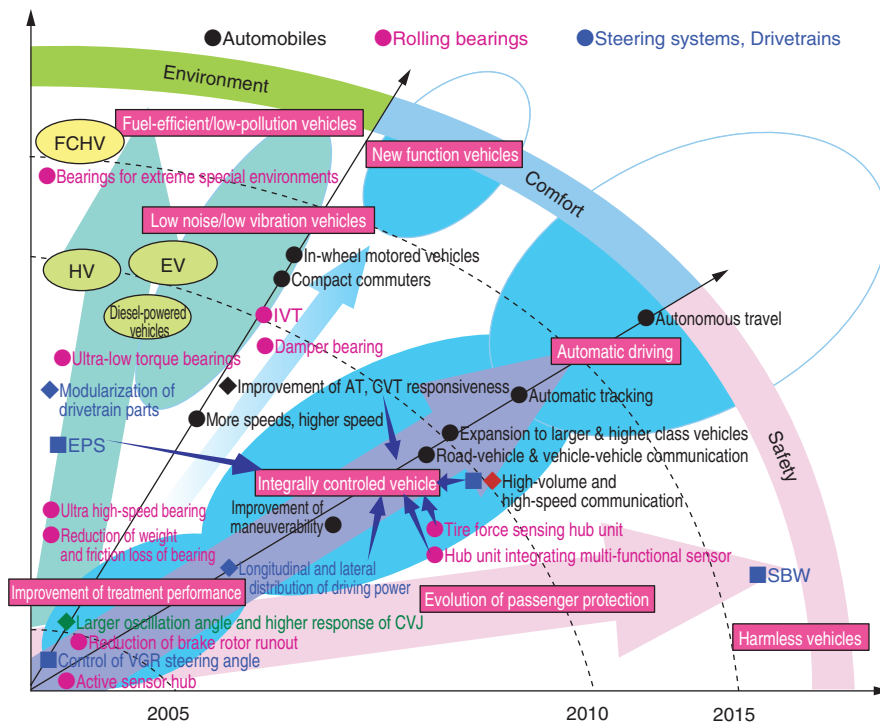 Automobiles
Rolling bearings
Steering systems, Drivetrains
Environment
Comfort
Safety
Fuel-efficient/low-pollution vehicles
FCHV
New function vehicles
Bearings for extreme special environments
Low noise/low vibration vehicles
HV
EV
In-wheel motored vehicles
Compact commuters
Diesel-powered
vehicles
IVT
Autonomous travel
Damper bearing
Automatic driving
Ultra-low torque bearings
Modularization of
drivetrain parts
Improvement of AT, CVT responsiveness
Automatic tracking
More speeds, higher speed
EPS
Expansion to larger & higher class vehicles
Road-vehicle & vehicle-vehicle communication
Integrally controled vehicle
High-volume and
high-speed communication
Ultra high-speed bearing
Improvement of
maneuverability
Reduction of weight
and friction loss of bearing
Tire force sensing hub unit
Hub unit integrating multi-functional sensor
Longitudinal and lateral
distribution of driving power
SBW
Improvement of treatment performance
Evolution of passenger protection
Larger oscillation angle and higher response of CVJ
Reduction of brake rotor runout
Harmless vehicles
Control of VGR steering angle
Active sensor hub
2005
2010
2015